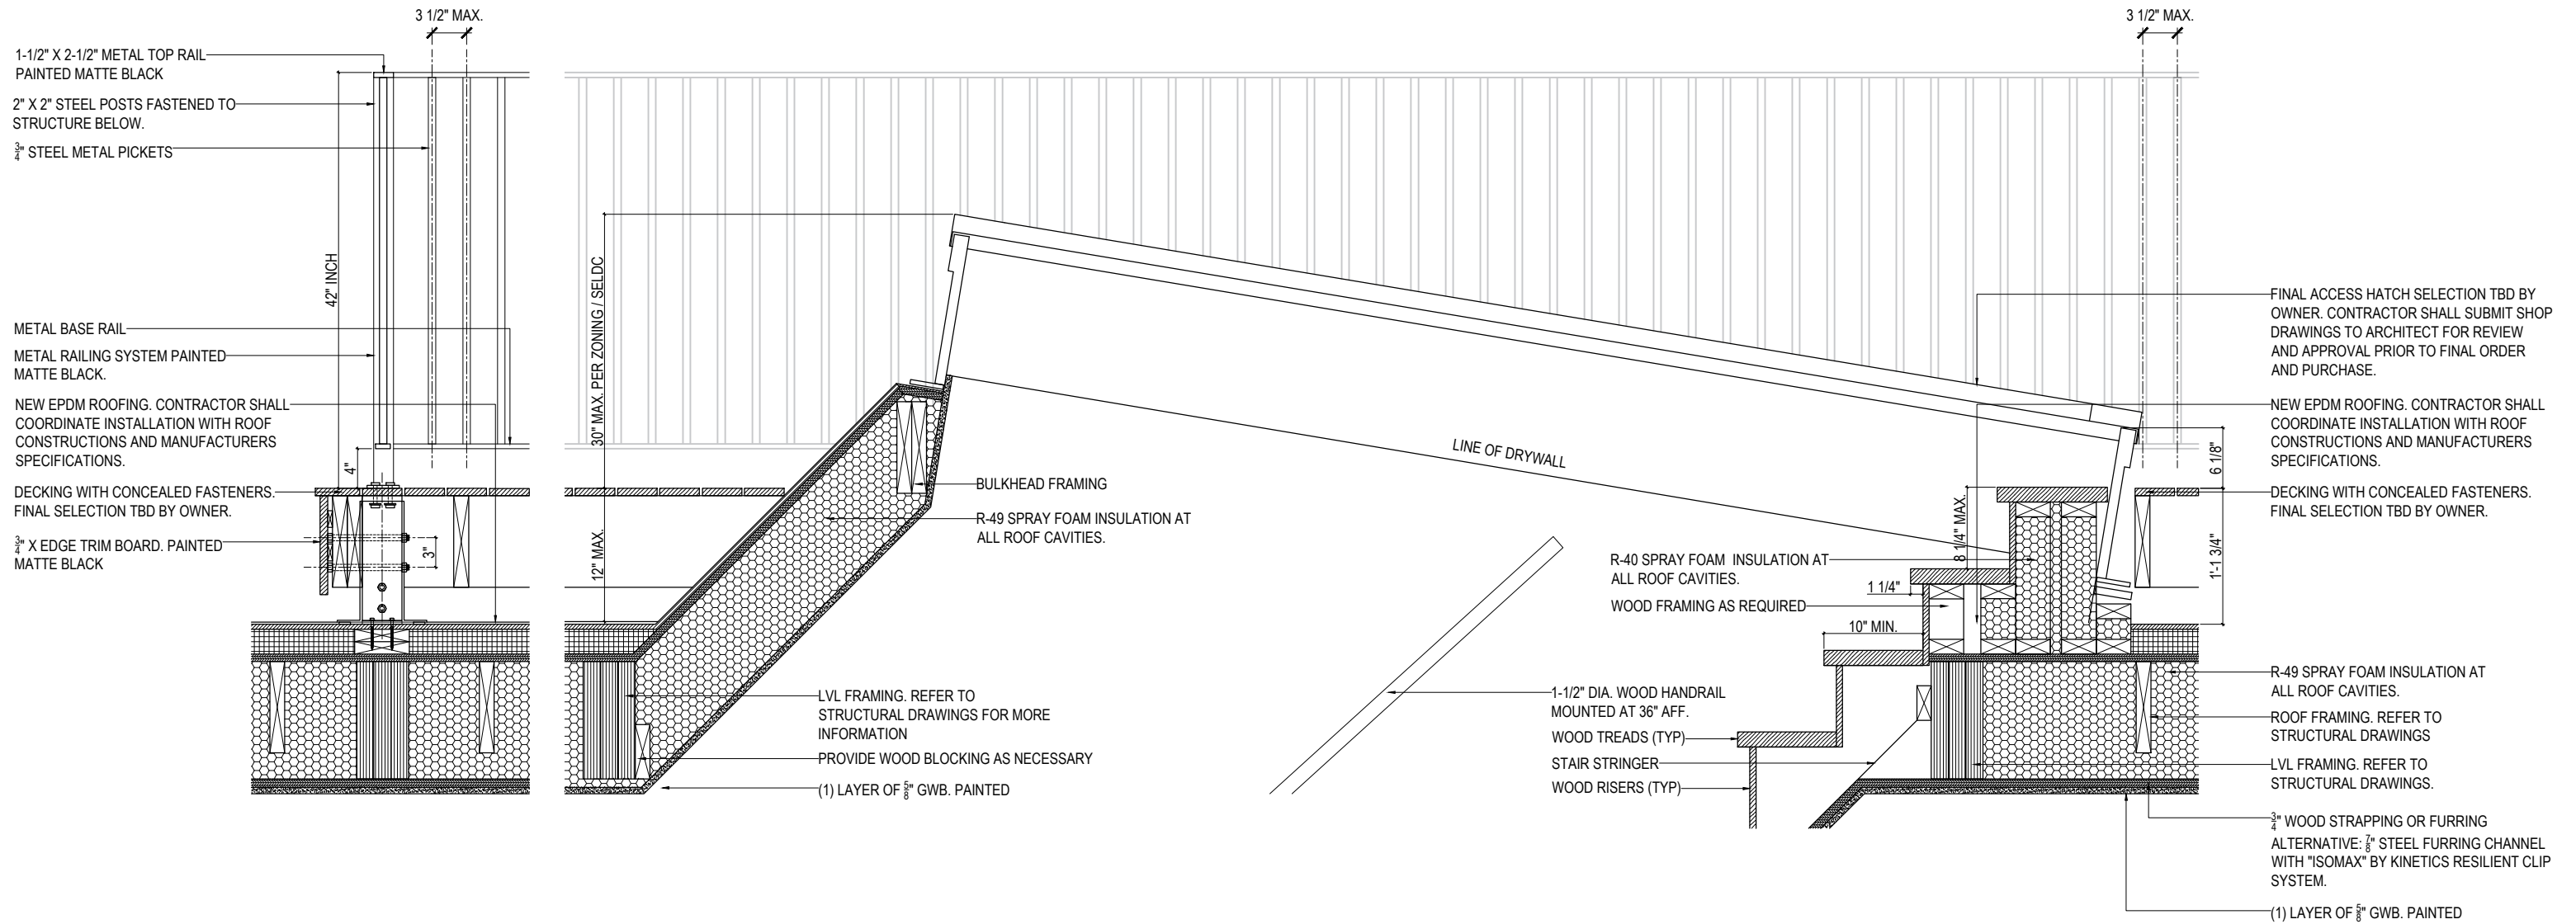 3 1/2" MAX.
1-1/2" X 2-1/2" METAL TOP RAIL
PAINTED MATTE BLACK
2" X 2" STEEL POSTS FASTENED TO
STRUCTURE BELOW.
3/4" STEEL METAL PICKETS
42" INCH
METAL BASE RAIL
METAL RAILING SYSTEM PAINTED
MATTE BLACK.
NEW EPDM ROOFING. CONTRACTOR SHALL
COORDINATE INSTALLATION WITH ROOF
CONSTRUCTIONS AND MANUFACTURERS
SPECIFICATIONS.
4"
DECKING WITH CONCEALED FASTENERS.
FINAL SELECTION TBD BY OWNER.
3/4" X EDGE TRIM BOARD. PAINTED
MATTE BLACK
3"
30" MAX. PER ZONING / SELDC
12" MAX.
BULKHEAD FRAMING
R-49 SPRAY FOAM INSULATION AT
ALL ROOF CAVITIES.
LVL FRAMING. REFER TO
STRUCTURAL DRAWINGS FOR MORE
INFORMATION
PROVIDE WOOD BLOCKING AS NECESSARY
(1) LAYER OF 5/8" GWB. PAINTED
LINE OF DRYWALL
8 1/4" MAX.
R-40 SPRAY FOAM INSULATION AT
ALL ROOF CAVITIES.
1 1/4"
WOOD FRAMING AS REQUIRED
10" MIN.
1-1/2" DIA. WOOD HANDRAIL
MOUNTED AT 36" AFF.
WOOD TREADS (TYP)
STAIR STRINGER
WOOD RISERS (TYP)
3 1/2" MAX.
FINAL ACCESS HATCH SELECTION TBD BY
OWNER. CONTRACTOR SHALL SUBMIT SHOP
DRAWINGS TO ARCHITECT FOR REVIEW
AND APPROVAL PRIOR TO FINAL ORDER
AND PURCHASE.
NEW EPDM ROOFING. CONTRACTOR SHALL
COORDINATE INSTALLATION WITH ROOF
CONSTRUCTIONS AND MANUFACTURERS
SPECIFICATIONS.
6 1/8"
DECKING WITH CONCEALED FASTENERS.
FINAL SELECTION TBD BY OWNER.
1'-1 3/4"
R-49 SPRAY FOAM INSULATION AT
ALL ROOF CAVITIES.
ROOF FRAMING. REFER TO
STRUCTURAL DRAWINGS
LVL FRAMING. REFER TO
STRUCTURAL DRAWINGS.
3/4" WOOD STRAPPING OR FURRING
ALTERNATIVE: 7/8" STEEL FURRING CHANNEL
WITH "ISOMAX" BY KINETICS RESILIENT CLIP
SYSTEM.
(1) LAYER OF 5/8" GWB. PAINTED